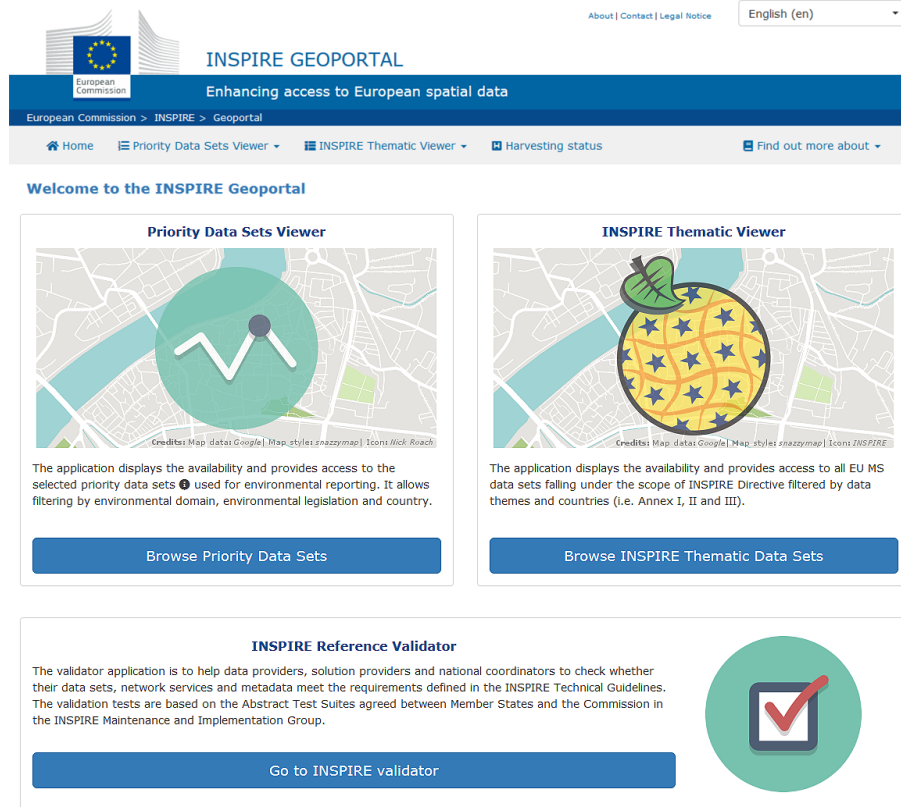 About | Contact | Legal Notice
English (en)
European
Commission
INSPIRE GEOPORTAL
Enhancing access to European spatial data
European Commission > INSPIRE > Geoportal
Home
Priority Data Sets Viewer
INSPIRE Thematic Viewer
Harvesting status
Find out more about
Welcome to the INSPIRE Geoportal
Priority Data Sets Viewer
Credits: Map data: Google| Map style: snazzymap| Icon: Nick Roach
The application displays the availability and provides access to the
selected priority data sets used for environmental reporting. It allows
filtering by environmental domain, environmental legislation and country.
Browse Priority Data Sets
INSPIRE Thematic Viewer
Credits: Map data: Google| Map style: snazzymap| Icon: INSPIRE
The application displays the availability and provides access to all EU MS
data sets falling under the scope of INSPIRE Directive filtered by data
themes and countries (i.e. Annex I, II and III).
Browse INSPIRE Thematic Data Sets
INSPIRE Reference Validator
The validator application is to help data providers, solution providers and national coordinators to check whether
their data sets, network services and metadata meet the requirements defined in the INSPIRE Technical Guidelines.
The validation tests are based on the Abstract Test Suites agreed between Member States and the Commission in
the INSPIRE Maintenance and Implementation Group.
Go to INSPIRE validator